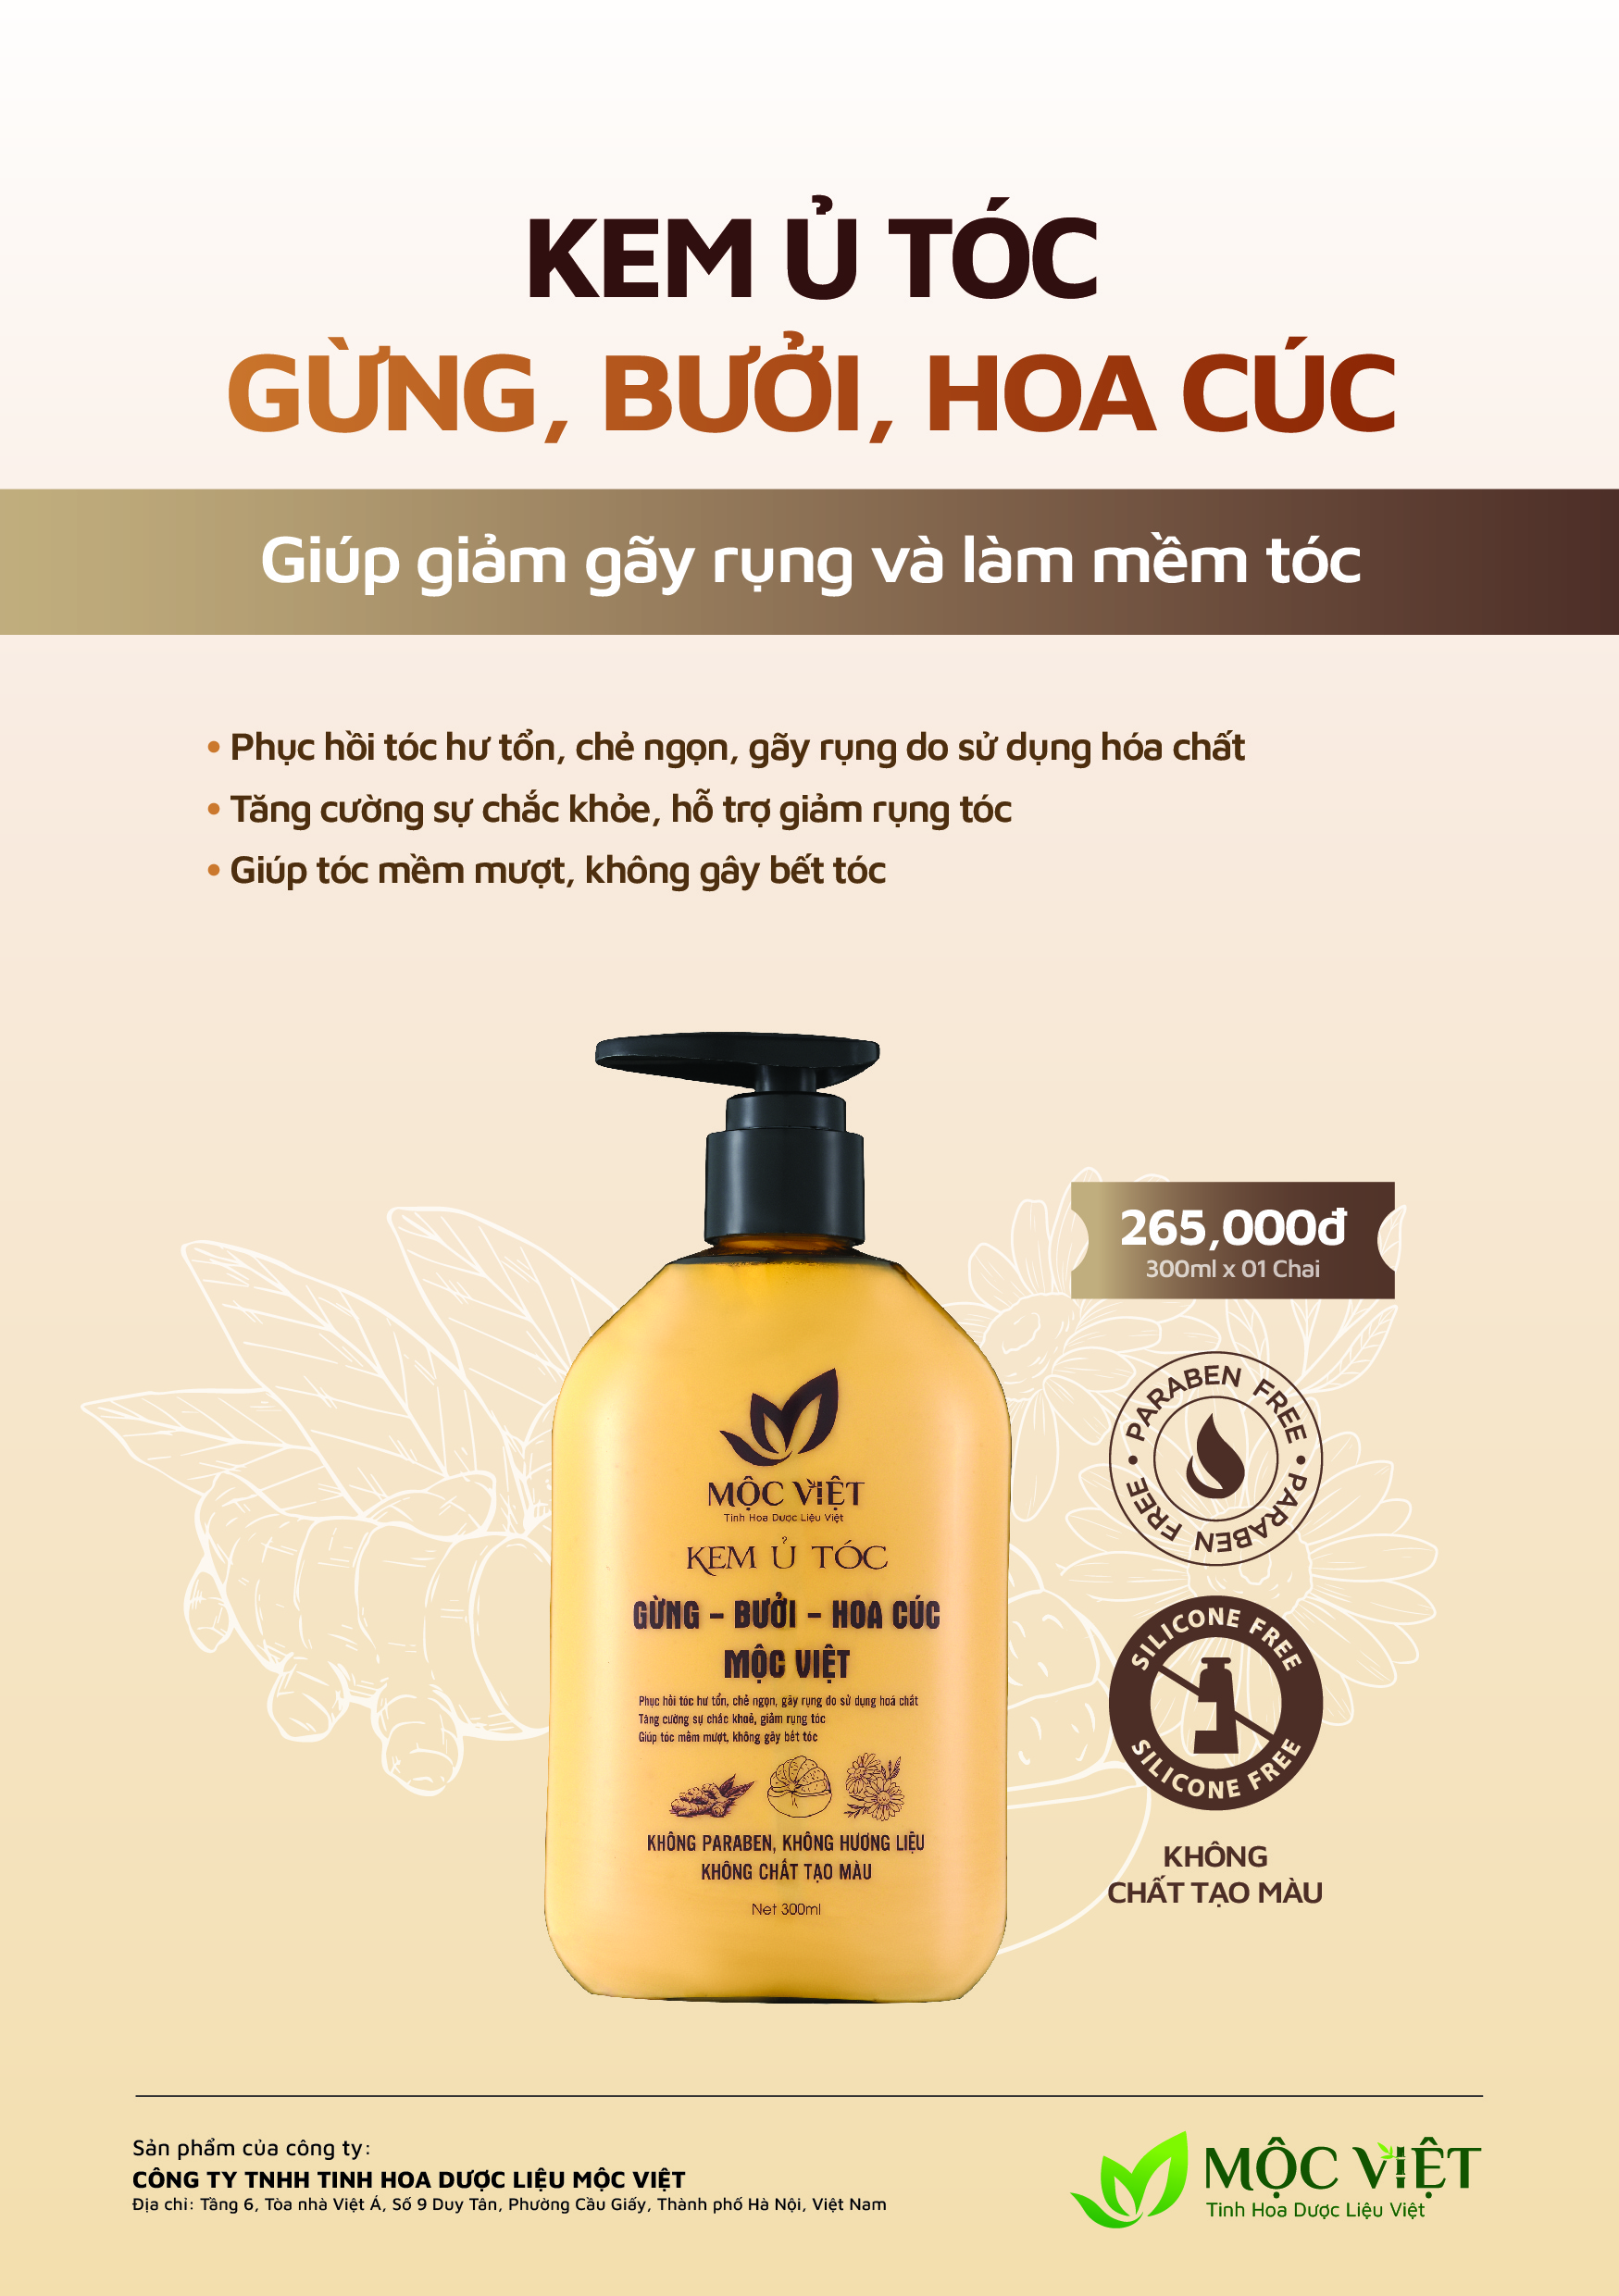 KEM Ủ TÓC
GỪNG, BƯỞI, HOA CÚC
Giúp giảm gãy rụng và làm mềm tóc
• Phục hồi tóc hư tổn, chẻ ngọn, gãy rụng do sử dụng hóa chất
• Tăng cường sự chắc khỏe, hỗ trợ giảm rụng tóc
• Giúp tóc mềm mượt, không gây bết tóc
265,000đ
300ml x 01 Chai
MỘC VIỆT
Tinh Hoa Dược Liệu Việt
KEM Ủ TÓC
GỪNG - BƯỞI - HOA CÚC
MỘC VIỆT
Phục hồi tóc hư tổn, chẻ ngọn, gãy rụng do sử dụng hoá chất
Tăng cường sự chắc khoẻ, giảm rụng tóc
Giúp tóc mềm mượt, không gây bết tóc
KHÔNG PARABEN, KHÔNG HƯƠNG LIỆU
KHÔNG CHẤT TẠO MÀU
Net 300ml
• PARABEN FREE • PARABEN FREE
SILICONE FREE
SILICONE FREE
KHÔNG
CHẤT TẠO MÀU
Sản phẩm của công ty:
CÔNG TY TNHH TINH HOA DƯỢC LIỆU MỘC VIỆT
Địa chỉ: Tầng 6, Tòa nhà Việt Á, Số 9 Duy Tân, Phường Cầu Giấy, Thành phố Hà Nội, Việt Nam
MỘC VIỆT
Tinh Hoa Dược Liệu Việt